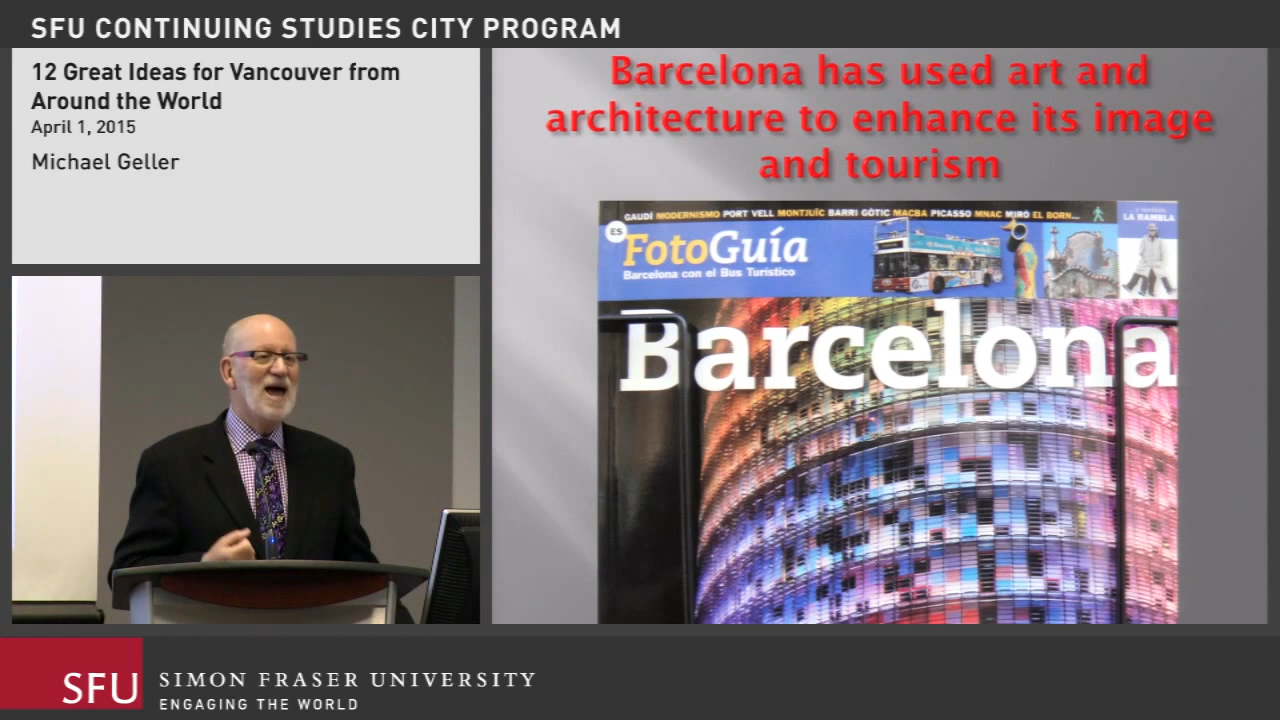 SFU CONTINUING STUDIES CITY PROGRAM
12 Great Ideas for Vancouver from
Around the World
April 1, 2015
Michael Geller
Barcelona has used art and
architecture to enhance its image
and tourism
GAUDÍ MODERNISMO PORT VELL MONTJUÏC BARRI GÒTIC MACBA PICASSO MNAC MIRÓ EL BORN...
LA RAMBLA
ES
FotoGuía
Barcelona con el Bus Turístico
Barcelona
SFU SIMON FRASER UNIVERSITY
ENGAGING THE WORLD